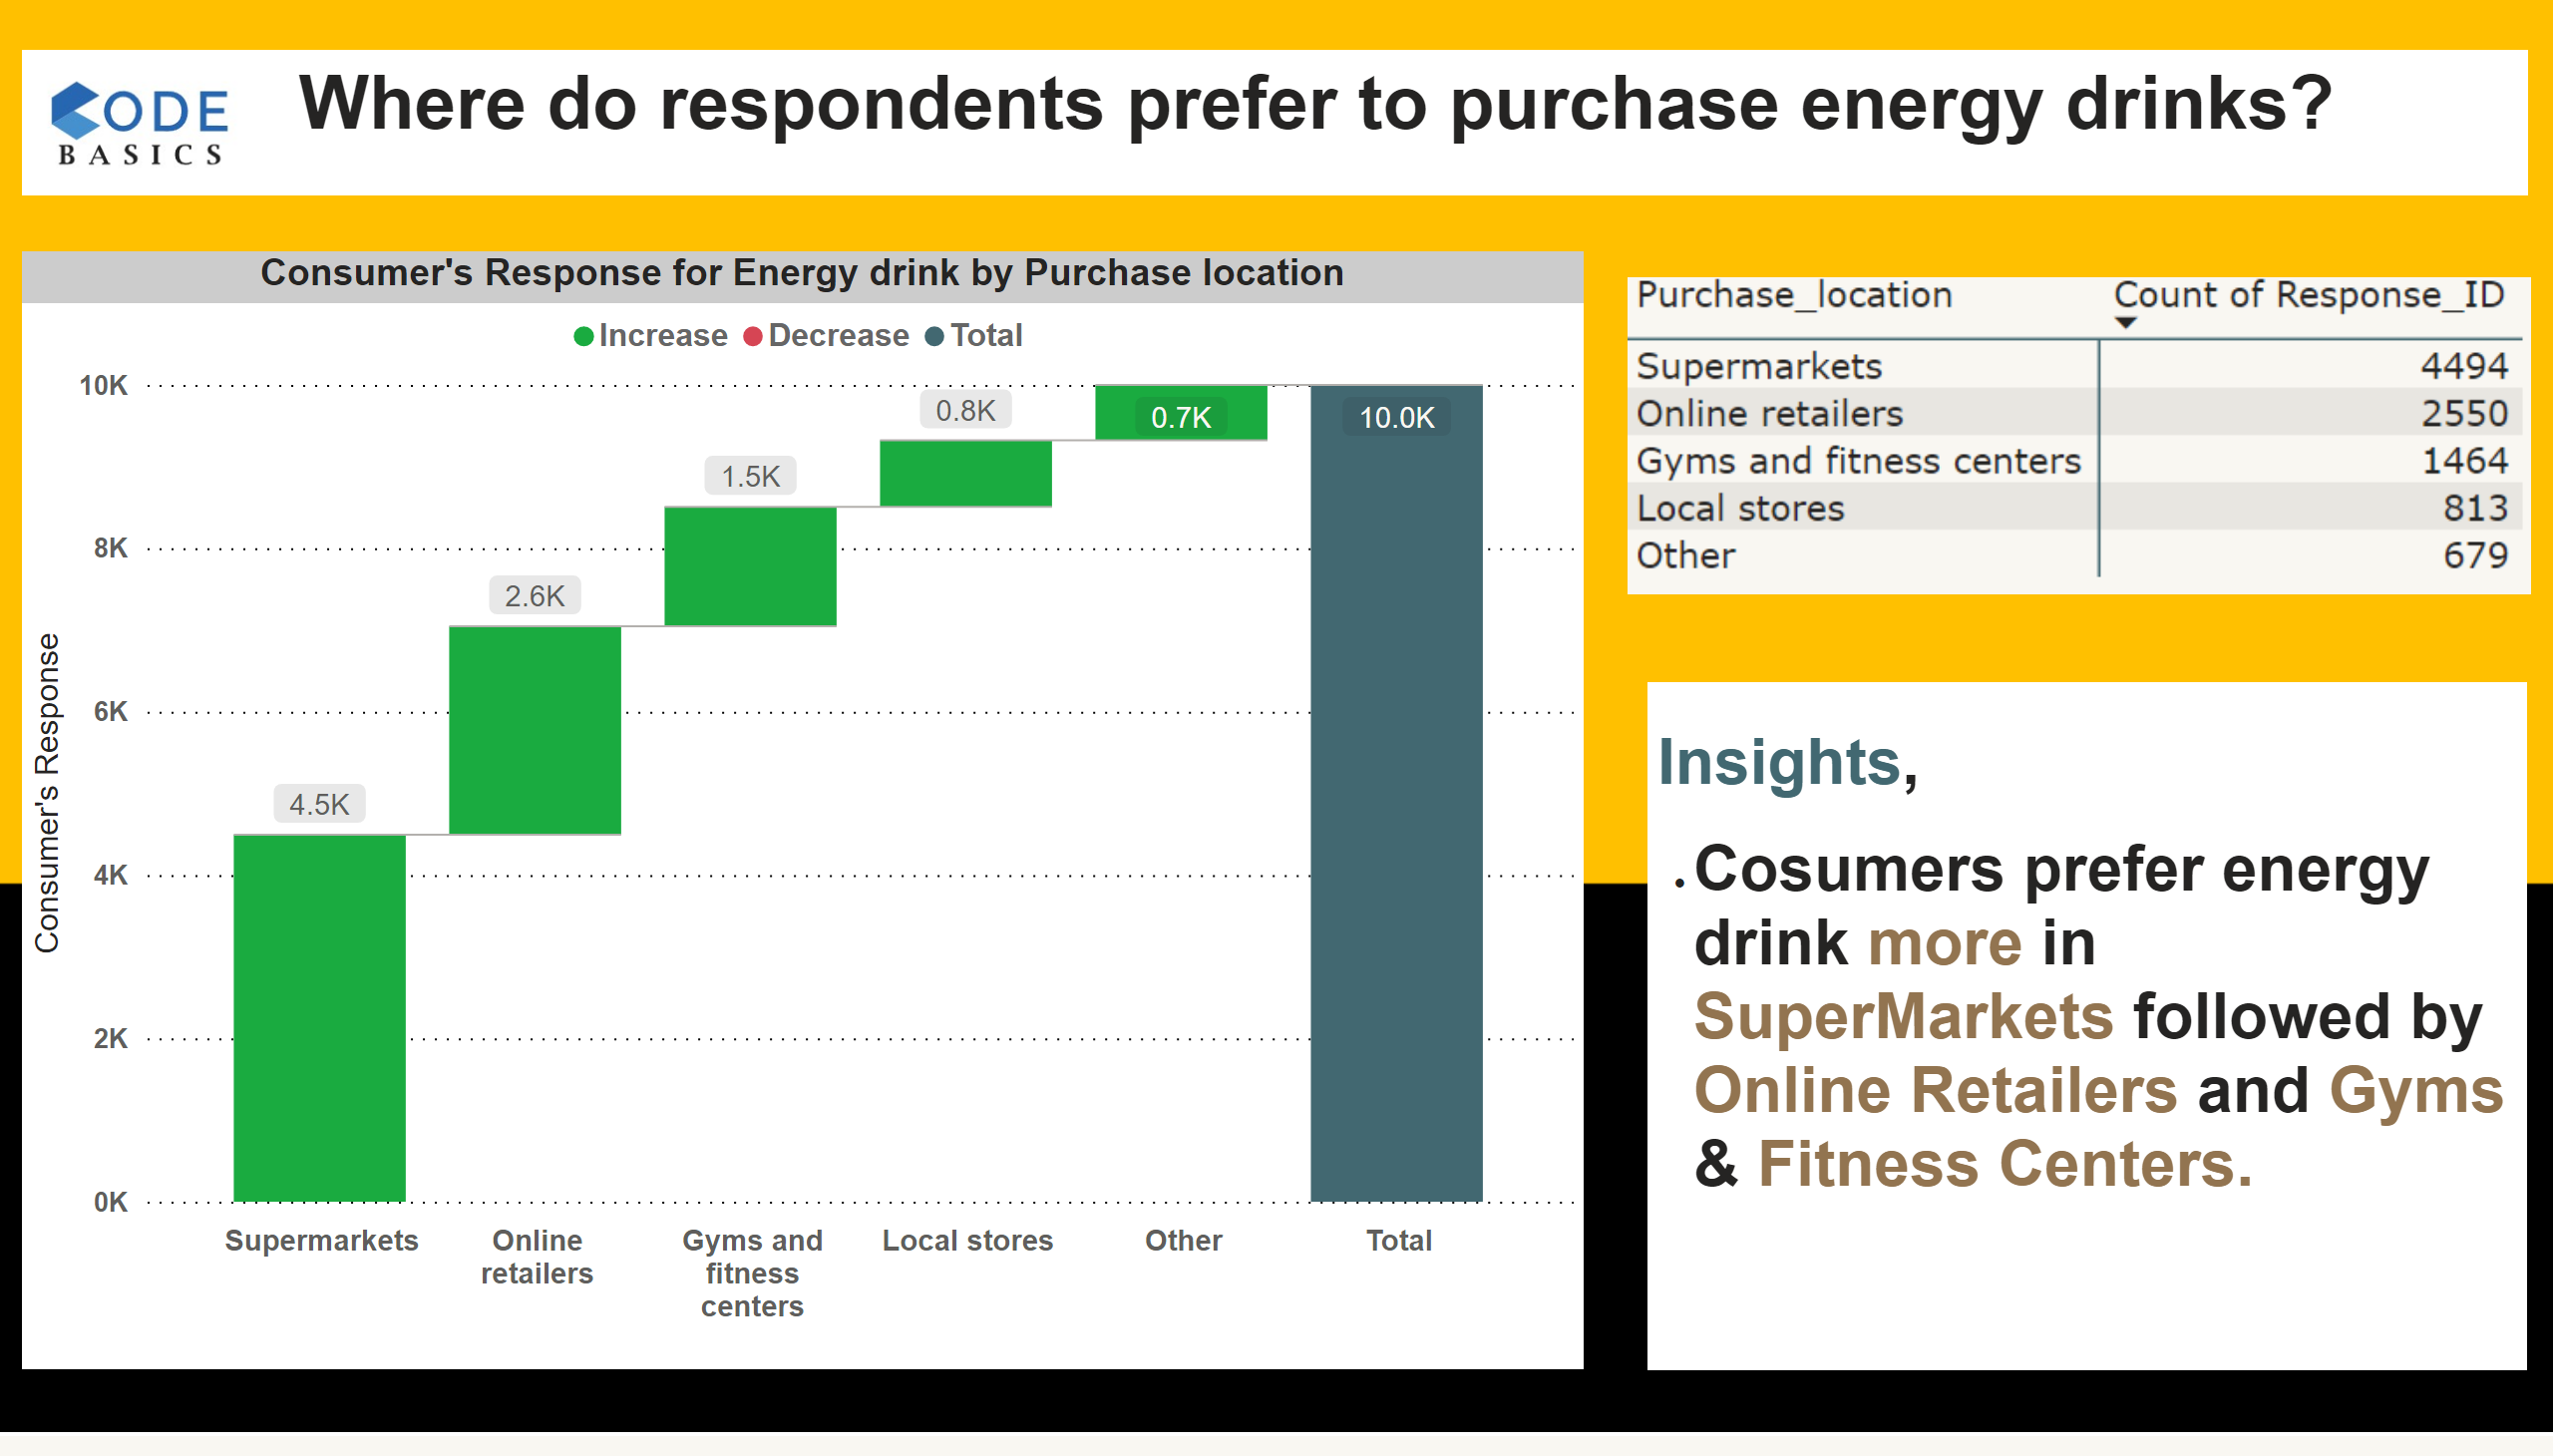 CODE
BASICS
Where do respondents prefer to purchase energy drinks?
Consumer's Response for Energy drink by Purchase location
Increase Decrease Total
Consumer's Response
10K
8K
6K
4K
2K
0K
4.5K
2.6K
1.5K
0.8K
0.7K
10.0K
Supermarkets
Online
retailers
Gyms and
fitness
centers
Local stores
Other
Total
Purchase_location Count of Response_ID
Supermarkets 4494
Online retailers 2550
Gyms and fitness centers 1464
Local stores 813
Other 679
Insights,
. Cosumers prefer energy
drink more in
SuperMarkets followed by
Online Retailers and Gyms
& Fitness Centers.